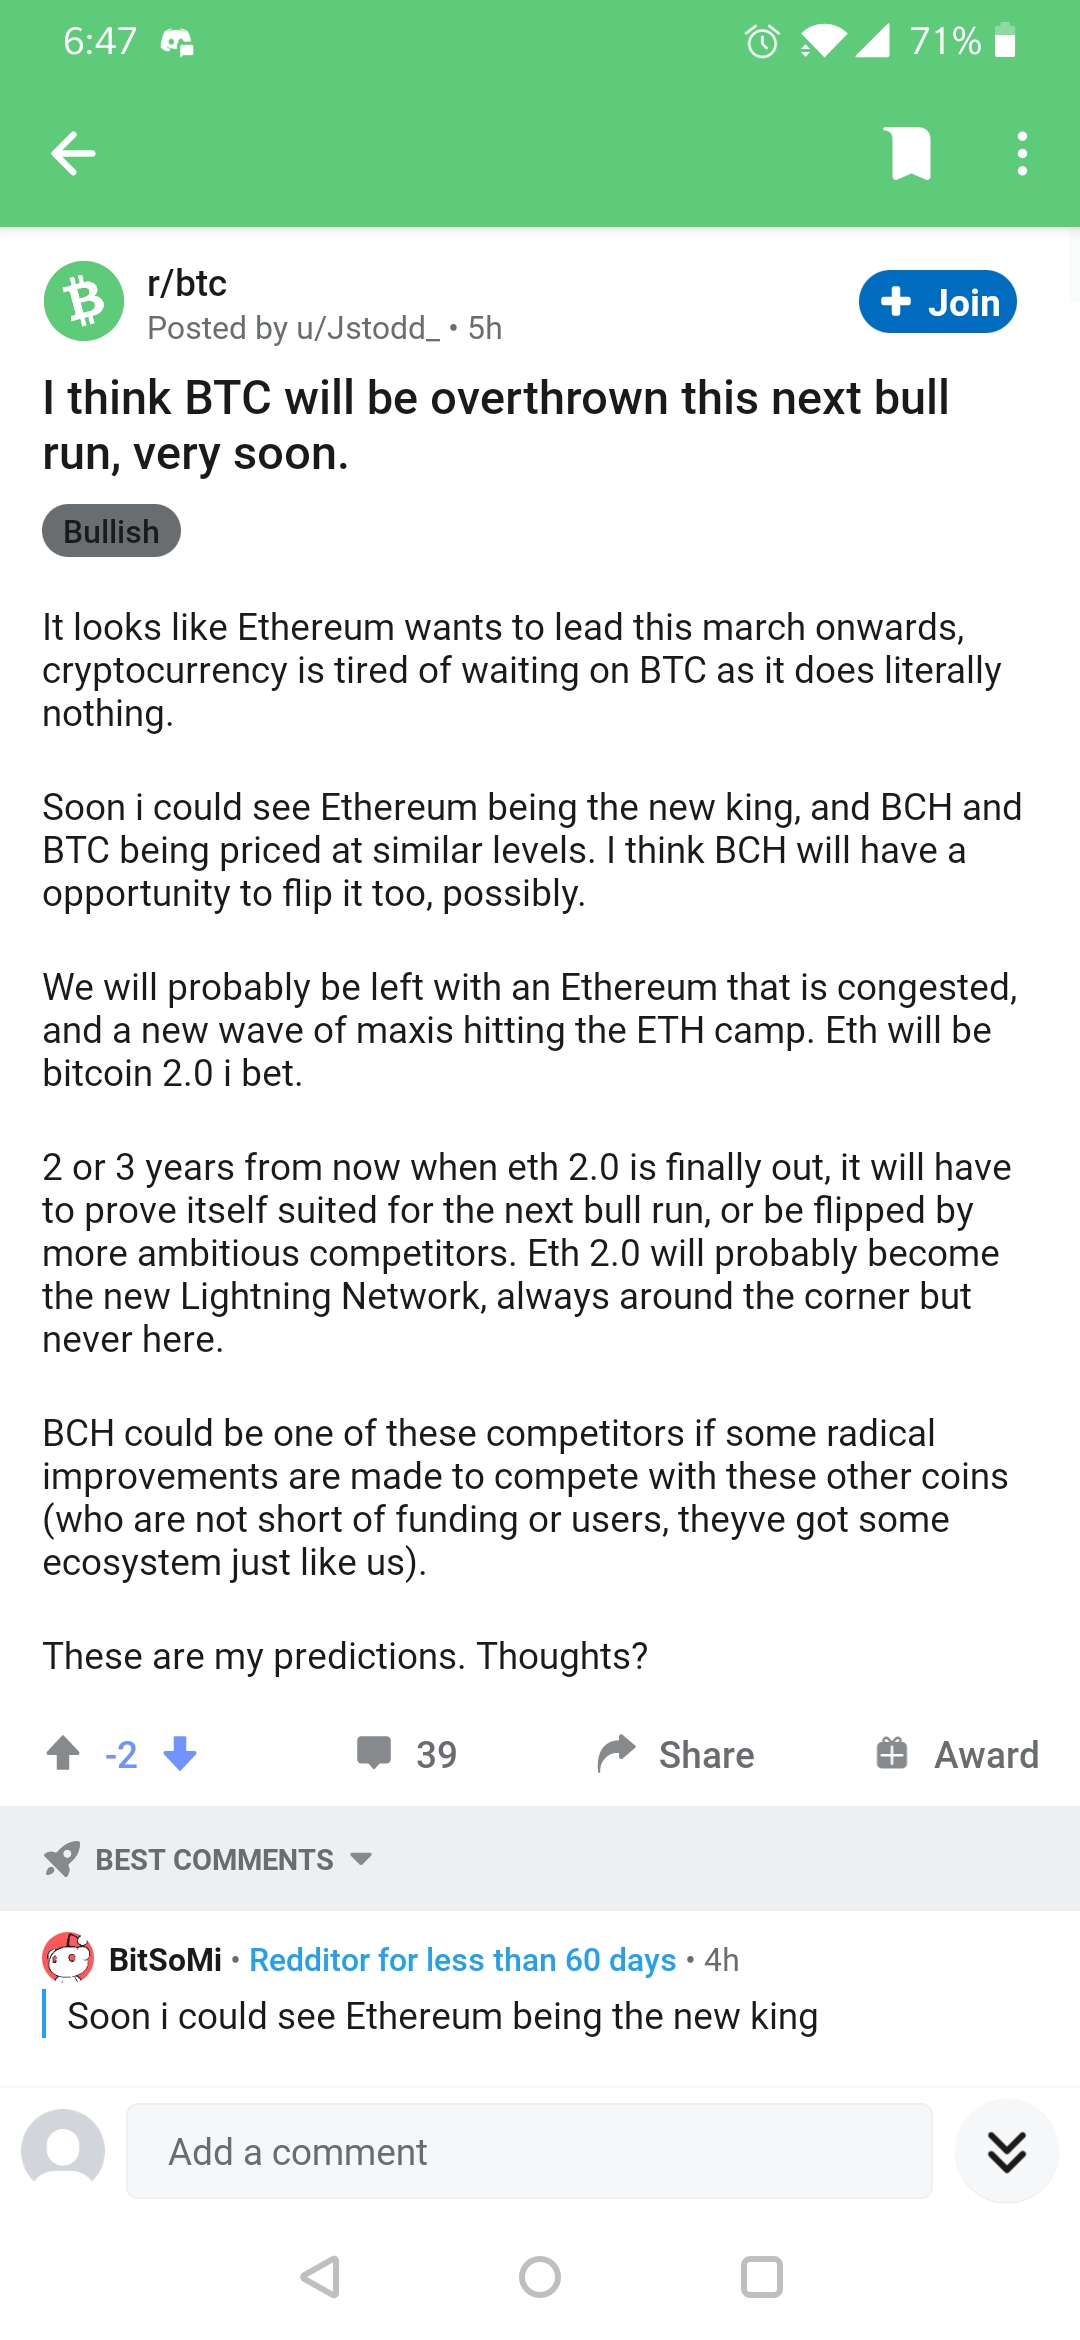 6:47 71%
r/btc
Posted by u/Jstodd_ • 5h
+ Join
I think BTC will be overthrown this next bull
run, very soon.
Bullish
It looks like Ethereum wants to lead this march onwards,
cryptocurrency is tired of waiting on BTC as it does literally
nothing.
Soon i could see Ethereum being the new king, and BCH and
BTC being priced at similar levels. I think BCH will have a
opportunity to flip it too, possibly.
We will probably be left with an Ethereum that is congested,
and a new wave of maxis hitting the ETH camp. Eth will be
bitcoin 2.0 i bet.
2 or 3 years from now when eth 2.0 is finally out, it will have
to prove itself suited for the next bull run, or be flipped by
more ambitious competitors. Eth 2.0 will probably become
the new Lightning Network, always around the corner but
never here.
BCH could be one of these competitors if some radical
improvements are made to compete with these other coins
(who are not short of funding or users, theyve got some
ecosystem just like us).
These are my predictions. Thoughts?
-2 39 Share Award
BEST COMMENTS
BitSoMi • Redditor for less than 60 days • 4h
Soon i could see Ethereum being the new king
Add a comment